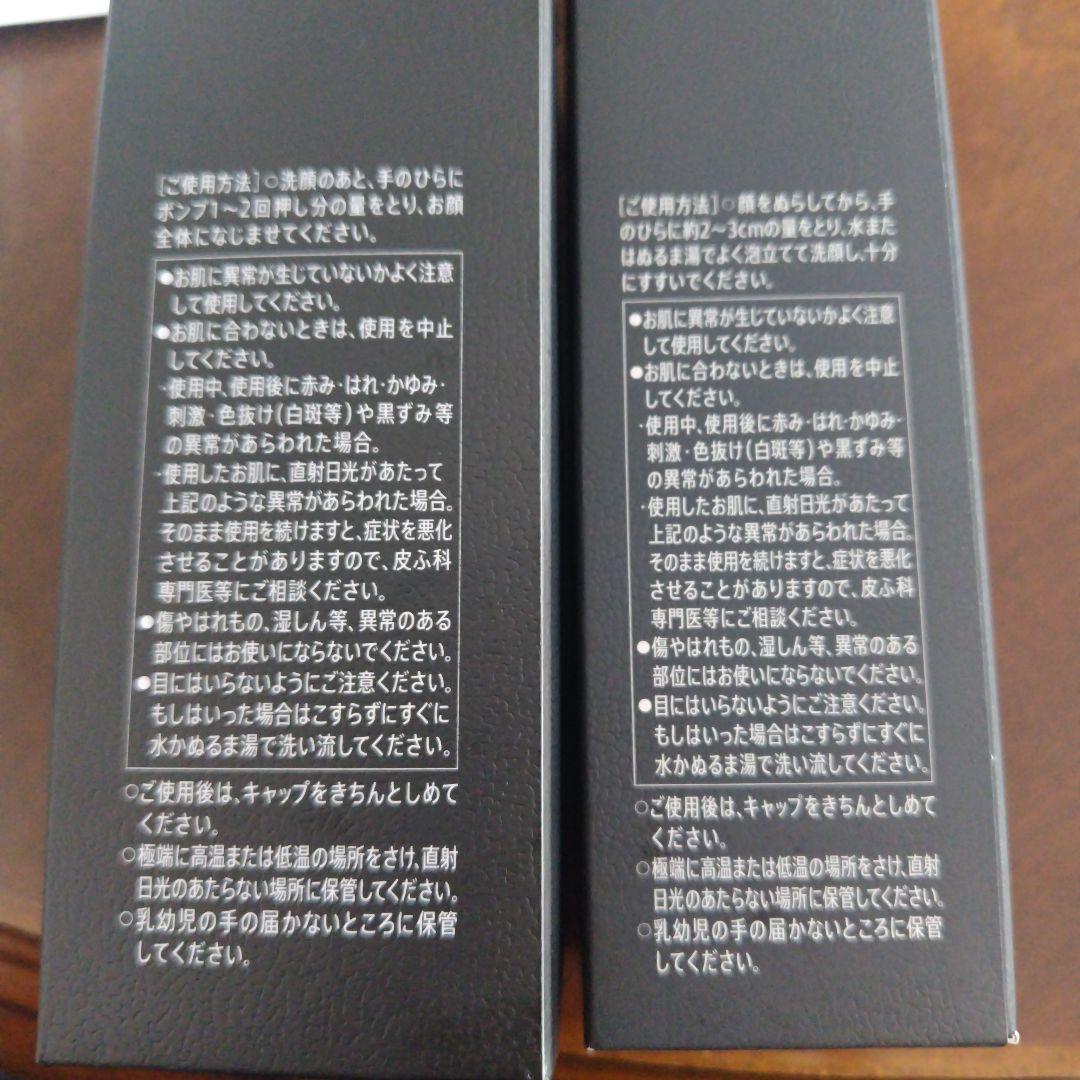 [ご使用方法]○洗顔のあと、手のひらに
ポンプ1～2回押し分の量をとり、お顔
全体になじませてください。
●お肌に異常が生じていないかよく注意
して使用してください。
●お肌に合わないときは、使用を中止
してください。
・使用中、使用後に赤み・はれ・かゆみ・
刺激・色抜け(白斑等)や黒ずみ等
の異常があらわれた場合。
・使用したお肌に、直射日光があたって
上記のような異常があらわれた場合。
そのまま使用を続けますと、症状を悪化
させることがありますので、皮ふ科
専門医等にご相談ください。
●傷やはれもの、湿しん等、異常のある
部位にはお使いにならないでください。
●目にはいらないようにご注意ください。
もしはいった場合はこすらずにすぐに
水かぬるま湯で洗い流してください。
○ご使用後は、キャップをきちんとしめて
ください。
○極端に高温または低温の場所をさけ、直射
日光のあたらない場所に保管してください。
○乳幼児の手の届かないところに保管
してください。
[ご使用方法]○顔をぬらしてから、手
のひらに約2～3cmの量をとり、水また
はぬるま湯でよく泡立てて洗顔し、十分
にすすいでください。
●お肌に異常が生じていないかよく注意
して使用してください。
●お肌に合わないときは、使用を中止
してください。
・使用中、使用後に赤み・はれ・かゆみ・
刺激・色抜け(白斑等)や黒ずみ等
の異常があらわれた場合。
・使用したお肌に、直射日光があたって
上記のような異常があらわれた場合。
そのまま使用を続けますと、症状を悪化
させることがありますので、皮ふ科
専門医等にご相談ください。
●傷やはれもの、湿しん等、異常のある
部位にはお使いにならないでください。
●目にはいらないようにご注意ください。
もしはいった場合はこすらずにすぐに
水かぬるま湯で洗い流してください。
○ご使用後は、キャップをきちんとしめて
ください。
○極端に高温または低温の場所をさけ、直射
日光のあたらない場所に保管してください。
○乳幼児の手の届かないところに保管
してください。